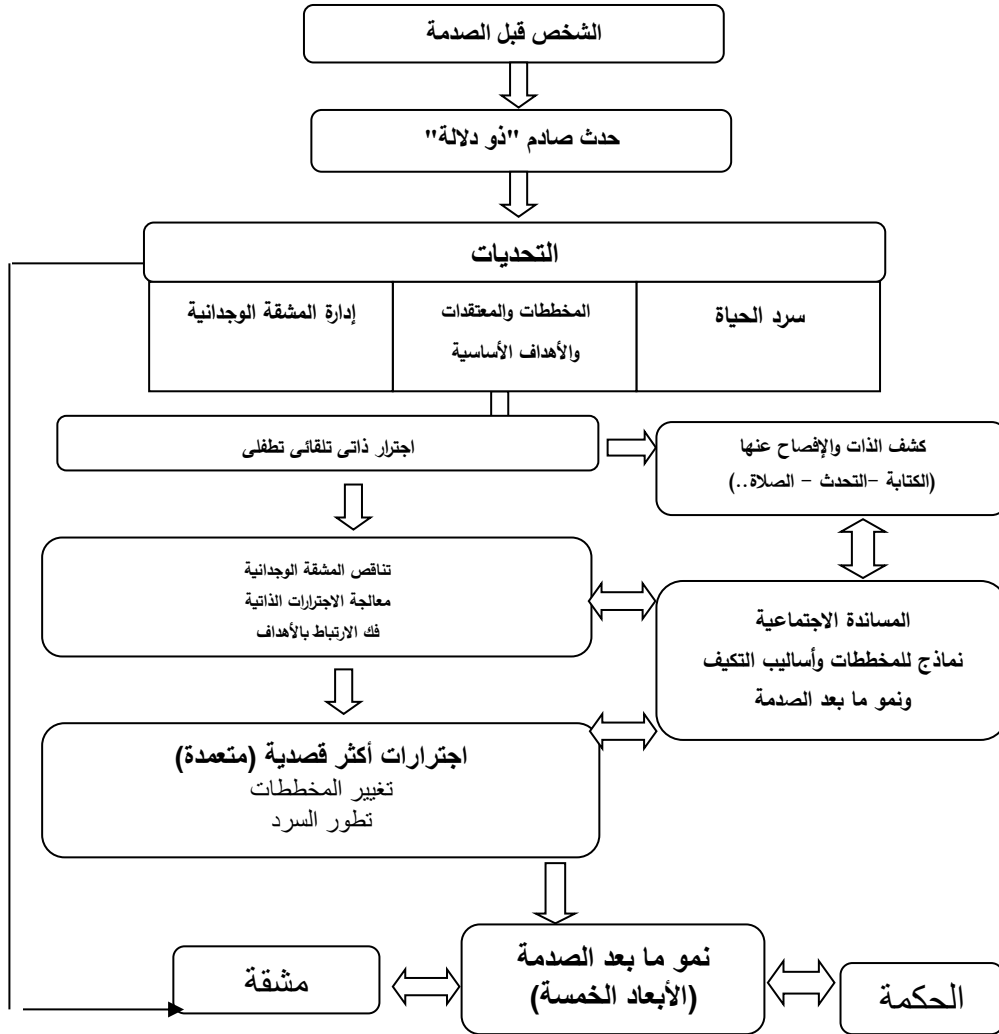 الشخص قبل الصدمة
حدث صادم "ذو دلالة"
التحديات
سرد الحياة
المخططات والمعتقدات
والأهداف الأساسية
إدارة المشقة الوجدانية
اجترار ذاتى تلقائى تطفلى
كشف الذات والإفصاح عنها
(الكتابة -التحدث - الصلاة..)
تناقص المشقة الوجدانية
معالجة الاجترارات الذاتية
فك الارتباط بالأهداف
المساندة الاجتماعية
نماذج للمخططات وأساليب التكيف
ونمو ما بعد الصدمة
اجترارات أكثر قصدية (متعمدة)
تغيير المخططات
تطور السرد
نمو ما بعد الصدمة
(الأبعاد الخمسة)
مشقة
الحكمة